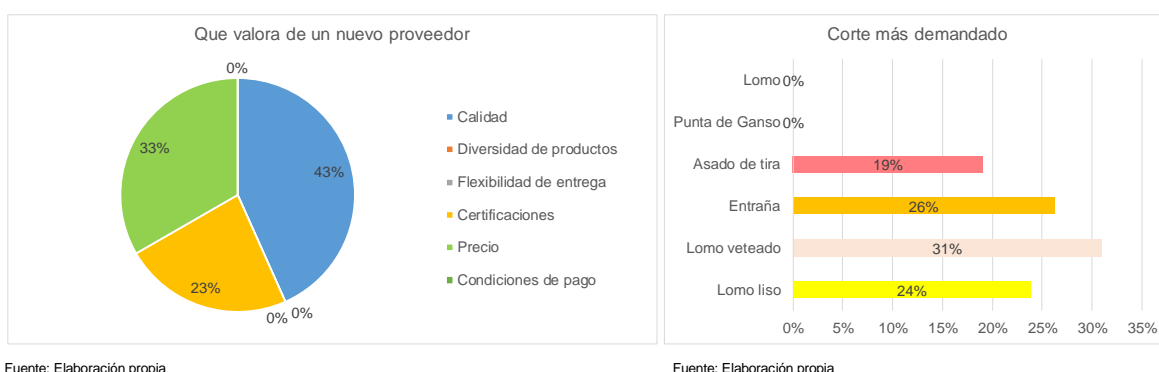 Que valora de un nuevo proveedor
0%
33%
43%
23%
0%
0%
Calidad
Diversidad de productos
Flexibilidad de entrega
Certificaciones
Precio
Condiciones de pago
Fuente: Elaboración propia
Corte más demandado
Lomo 0%
Punta de Ganso 0%
Asado de tira 19%
Entraña 26%
Lomo veteado 31%
Lomo liso 24%
0% 5% 10% 15% 20% 25% 30% 35%
Fuente: Elaboración propia